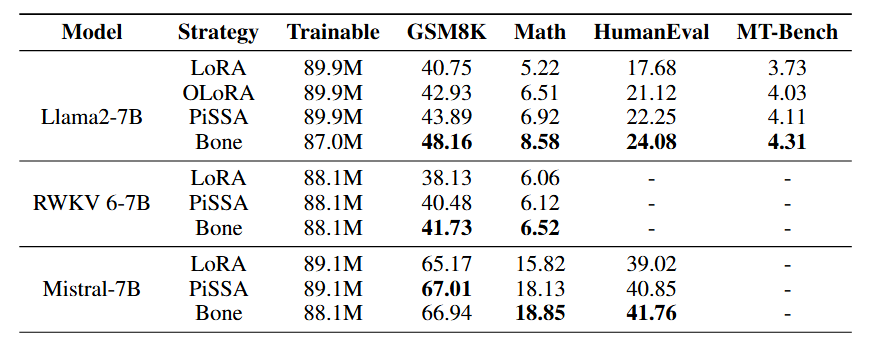 Model Strategy Trainable GSM8K Math HumanEval MT-Bench
LoRA 89.9M 40.75 5.22 17.68 3.73
OLoRA 89.9M 42.93 6.51 21.12 4.03
Llama2-7B
PiSSA 89.9M 43.89 6.92 22.25 4.11
Bone 87.0M 48.16 8.58 24.08 4.31
LoRA 88.1M 38.13 6.06 - -
RWKV 6-7B PiSSA 88.1M 40.48 6.12 - -
Bone 88.1M 41.73 6.52 - -
LoRA 89.1M 65.17 15.82 39.02 -
Mistral-7B PiSSA 89.1M 67.01 18.13 40.85 -
Bone 88.1M 66.94 18.85 41.76 -